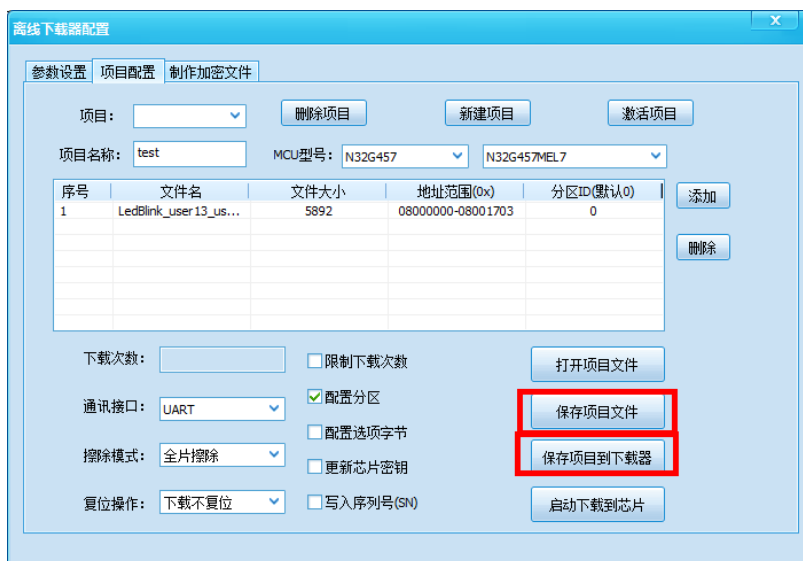 离线下载器配置
x
参数设置 项目配置 制作加密文件
项目： 删除项目 新建项目 激活项目
项目名称： test MCU型号： N32G457 N32G457MEL7
序号 文件名 文件大小 地址范围(0x) 分区ID(默认0) 添加
1 LedBlink_user13_us... 5892 08000000-08001703 0
删除
下载次数： 限制下载次数 打开项目文件
通讯接口： UART 配置分区 保存项目文件
配置选项字节
擦除模式： 全片擦除 保存项目到下载器
更新芯片密钥
复位操作： 下载不复位 写入序列号(SN) 启动下载到芯片